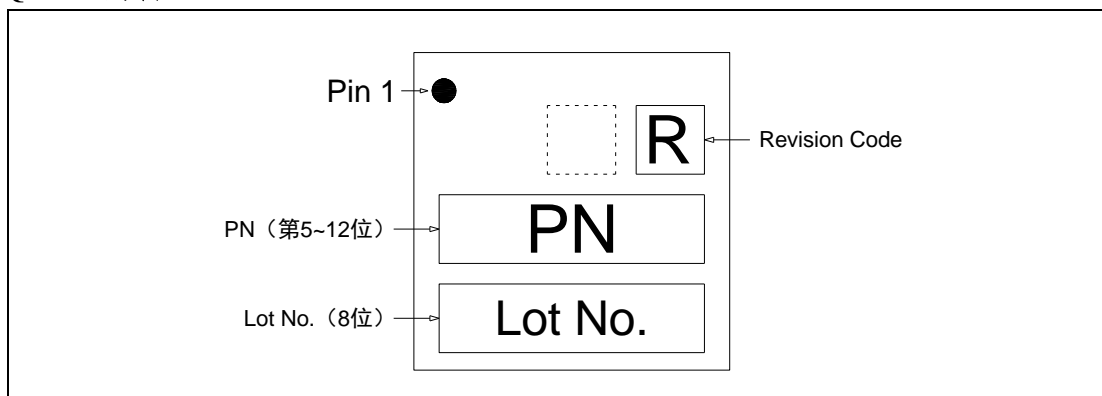 Pin 1
R
Revision Code
PN（第5~12位）
PN
Lot No.（8位）
Lot No.